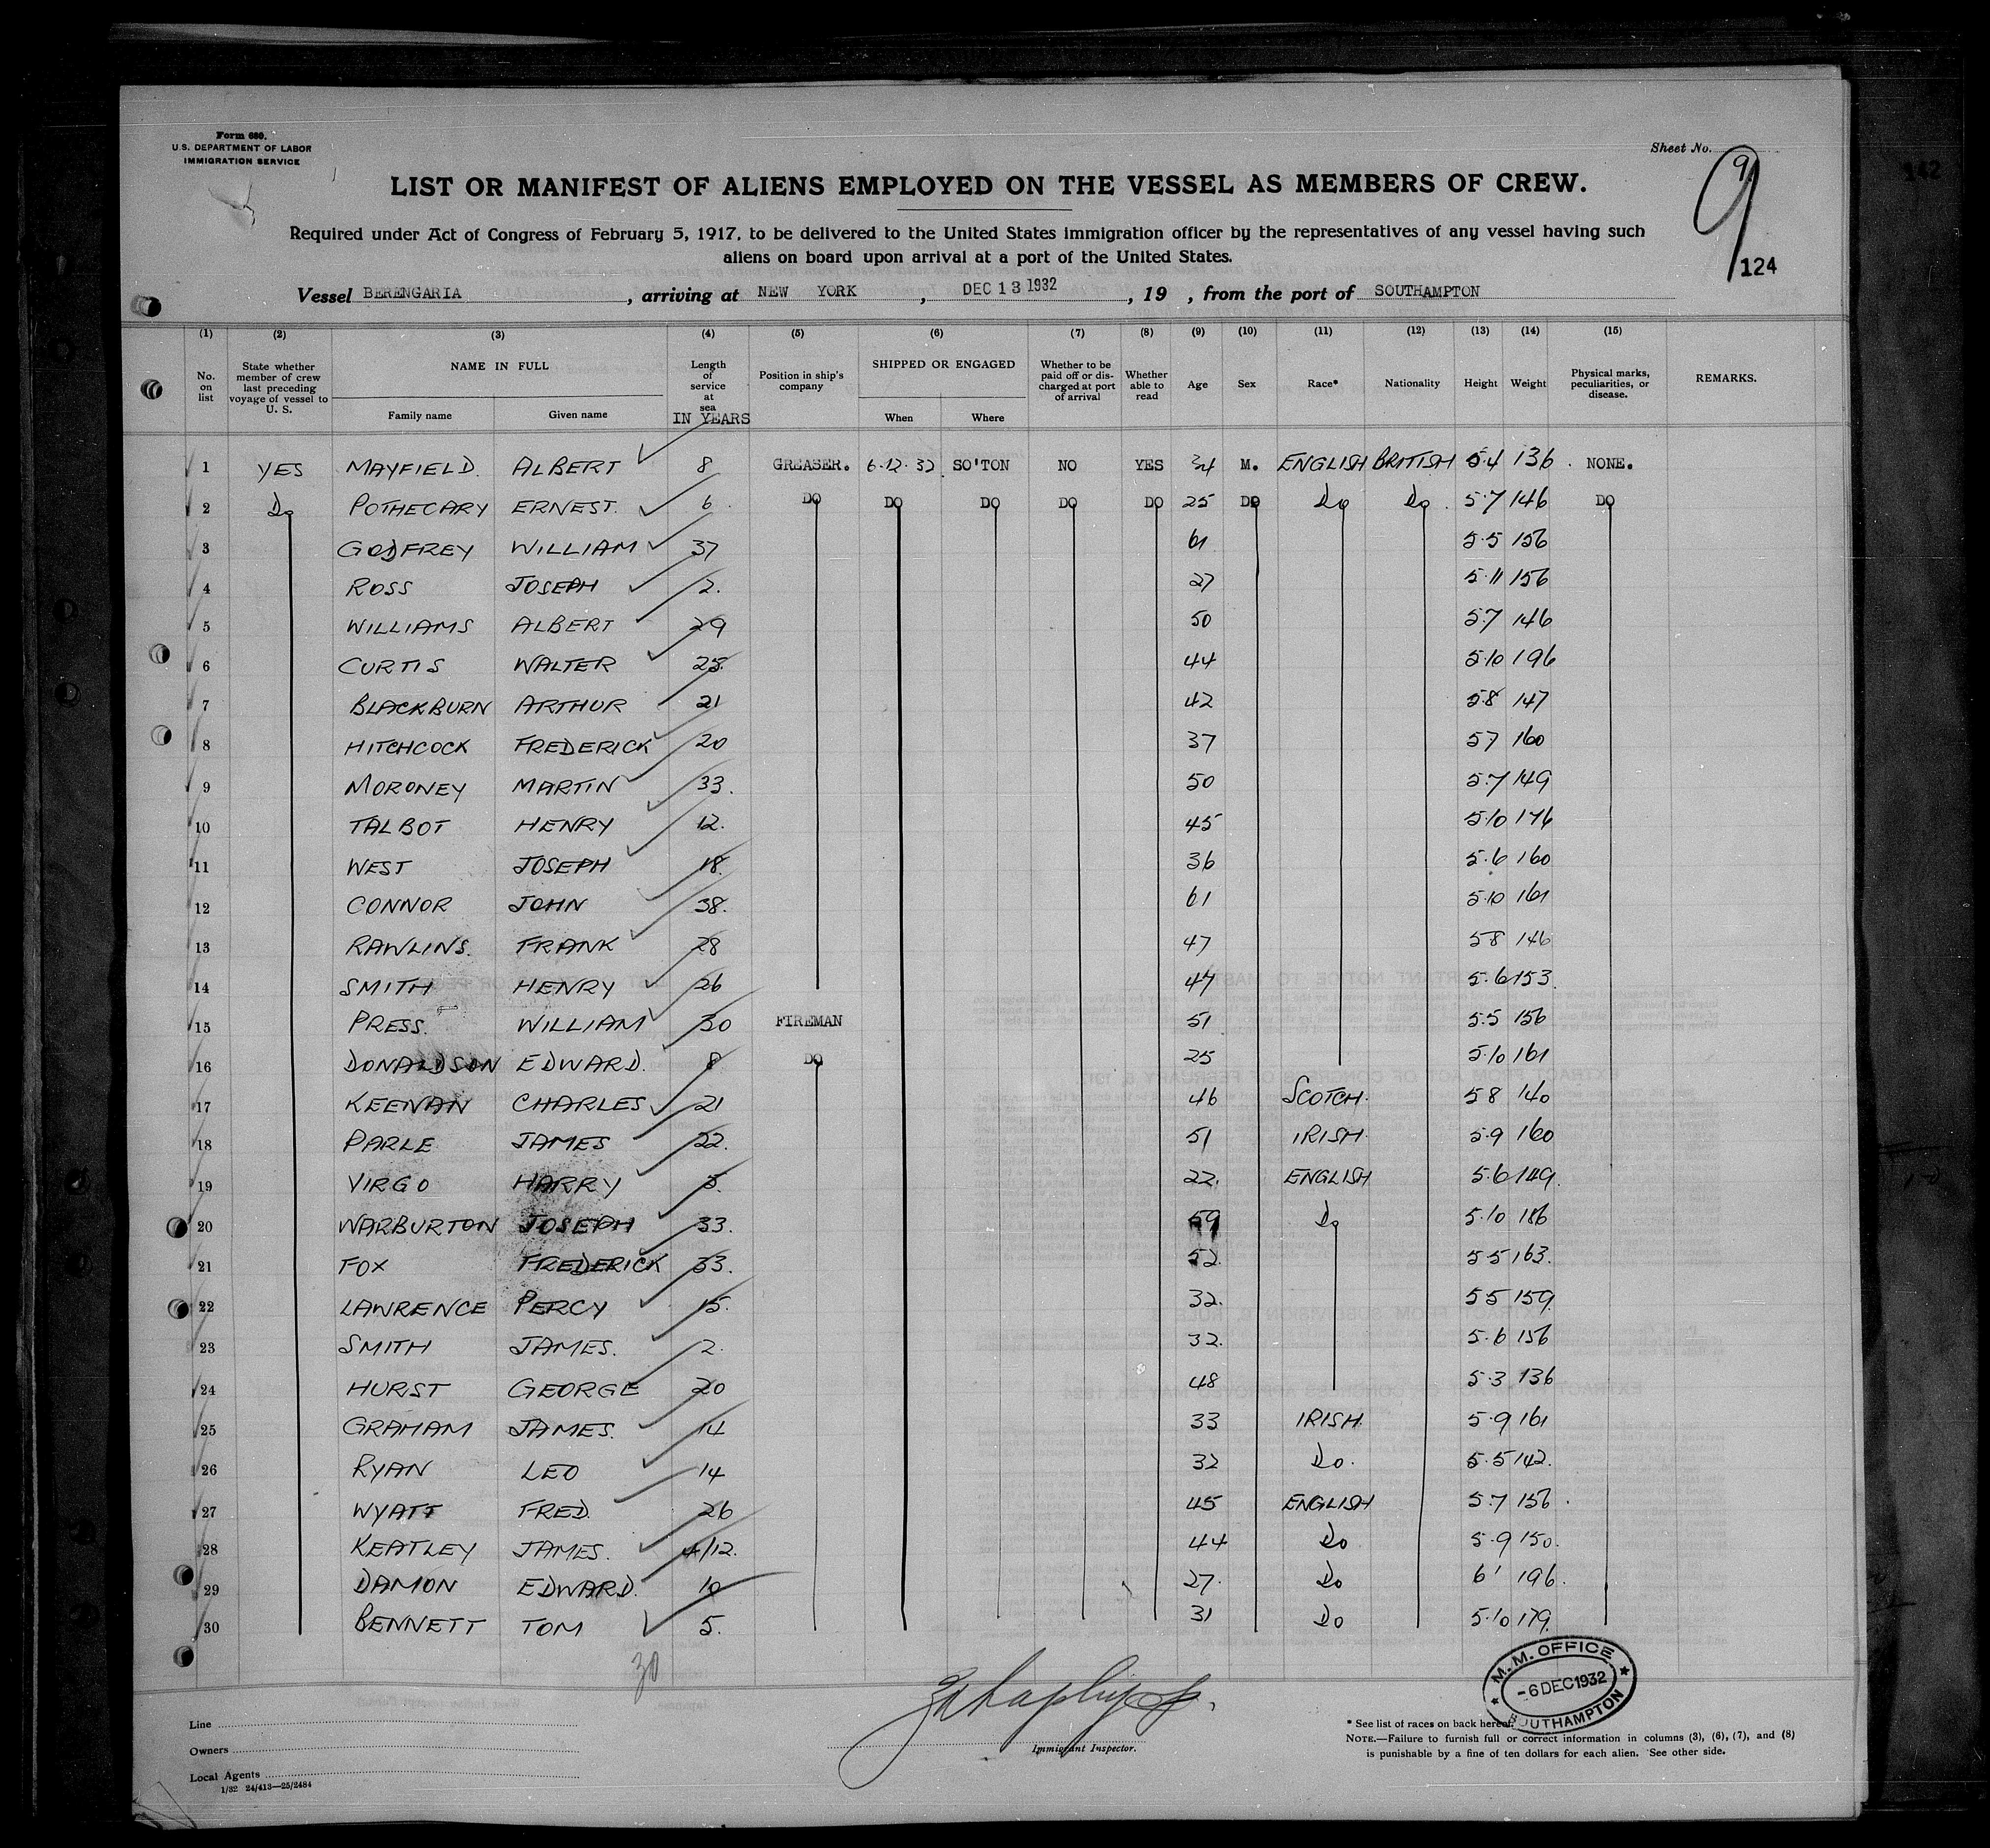 Form 680.
U.S. DEPARTMENT OF LABOR
IMMIGRATION SERVICE
Sheet No. 9
9
LIST OR MANIFEST OF ALIENS EMPLOYED ON THE VESSEL AS MEMBERS OF CREW.
Required under Act of Congress of February 5, 1917, to be delivered to the United States immigration officer by the representatives of any vessel having such
aliens on board upon arrival at a port of the United States.
124
Vessel BERENGARIA, arriving at NEW YORK, DEC 13 1932, 19 , from the port of SOUTHAMPTON
(1) (2) (3) (4) (5) (6) (7) (8) (9) (10) (11) (12) (13) (14) (15)
No. on list State whether member of crew last preceding voyage of vessel to U. S. NAME IN FULL Family name Given name Length of service at sea IN YEARS Position in ship's company SHIPPED OR ENGAGED When Where Whether to be paid off or discharged at port of arrival Whether able to read Age Sex Race* Nationality Height Weight Physical marks, peculiarities, or disease. REMARKS.
1 YES MAYFIELD. ALBERT 8 GREASER. 6.12.32 SO'TON NO YES 34 M. ENGLISH BRITISH 5.4 136. NONE.
2 Do POTHECARY ERNEST. 6. DO DO DO DO DO 25 DO Do Do. 5.7 146 DO
3 GODFREY WILLIAM 37 61 5.5 156
4 ROSS JOSEPH 2. 27 5.11 156
5 WILLIAMS ALBERT 29 50 5.7 146
6 CURTIS WALTER 25. 44 5.10 196
7 BLACKBURN ARTHUR 21 42 5.8 147
8 HITCHCOCK FREDERICK 20 37 57 160
9 MORONEY MARTIN 33. 50 5.7 149
10 TALBOT HENRY 12. 45 5.10 176
11 WEST JOSEPH 18. 36 5.6 160
12 CONNOR JOHN 38. 61 5.10 161
13 RAWLINS. FRANK 28 47 58 146
14 SMITH HENRY 26 47 5.6 153.
15 PRESS. WILLIAM 30 FIREMAN 51 5.5 156
16 DONALDSON EDWARD. 8 DO 25 5.10 161
17 KEENAN CHARLES 21 46 SCOTCH. 58 140
18 PARLE JAMES 22. 51 IRISH. 5.9 160
19 VIRGO HARRY 3. 22. ENGLISH 5.6 149.
20 WARBURTON JOSEPH 33. 59 Do 5.10 186
21 FOX FREDERICK 33. 52. 5 5 163.
22 LAWRENCE PERCY 15. 32. 5 5 159.
23 SMITH JAMES. 2. 32. 5.6 156
24 HURST GEORGE 20 48 5.3 136
25 GRAHAM JAMES. 14 33 IRISH. 5.9 161
26 RYAN LEO 14 32 Do. 5.5 142.
27 WYATT FRED. 26 45 ENGLISH 5.7 156.
28 KEATLEY JAMES. 4/12. 44 Do 5.9 150.
29 DAMON EDWARD. 10 27. Do 6' 196.
30 BENNETT TOM 5. 31 Do 5.10 179.
30
M.M. OFFICE
-6 DEC 1932
SOUTHAMPTON
Line
Owners
Local Agents
1/32 24/413—25/2484
Immigrant Inspector.
* See list of races on back hereof.
NOTE.—Failure to furnish full or correct information in columns (3), (6), (7), and (8)
is punishable by a fine of ten dollars for each alien. See other side.